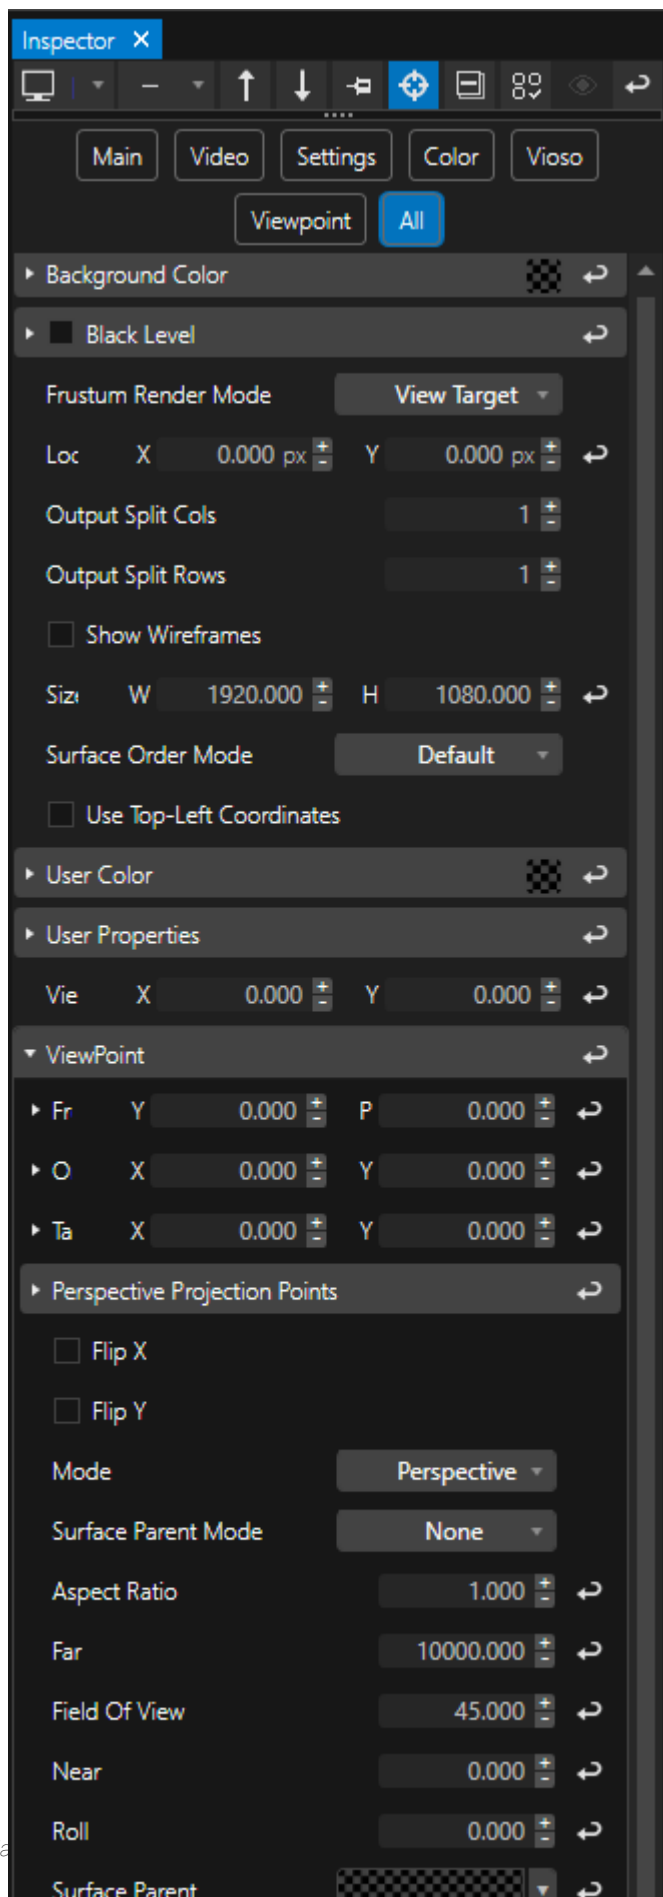 Inspector
Main Video Settings Color Vioso
Viewpoint All
Background Color
Black Level
Frustum Render Mode View Target
Loc X 0.000 px Y 0.000 px
Output Split Cols 1
Output Split Rows 1
Show Wireframes
Size W 1920.000 H 1080.000
Surface Order Mode Default
Use Top-Left Coordinates
User Color
User Properties
Vie X 0.000 Y 0.000
ViewPoint
Fr Y 0.000 P 0.000
O X 0.000 Y 0.000
Ta X 0.000 Y 0.000
Perspective Projection Points
Flip X
Flip Y
Mode Perspective
Surface Parent Mode None
Aspect Ratio 1.000
Far 10000.000
Field Of View 45.000
Near 0.000
Roll 0.000
Surface Parent